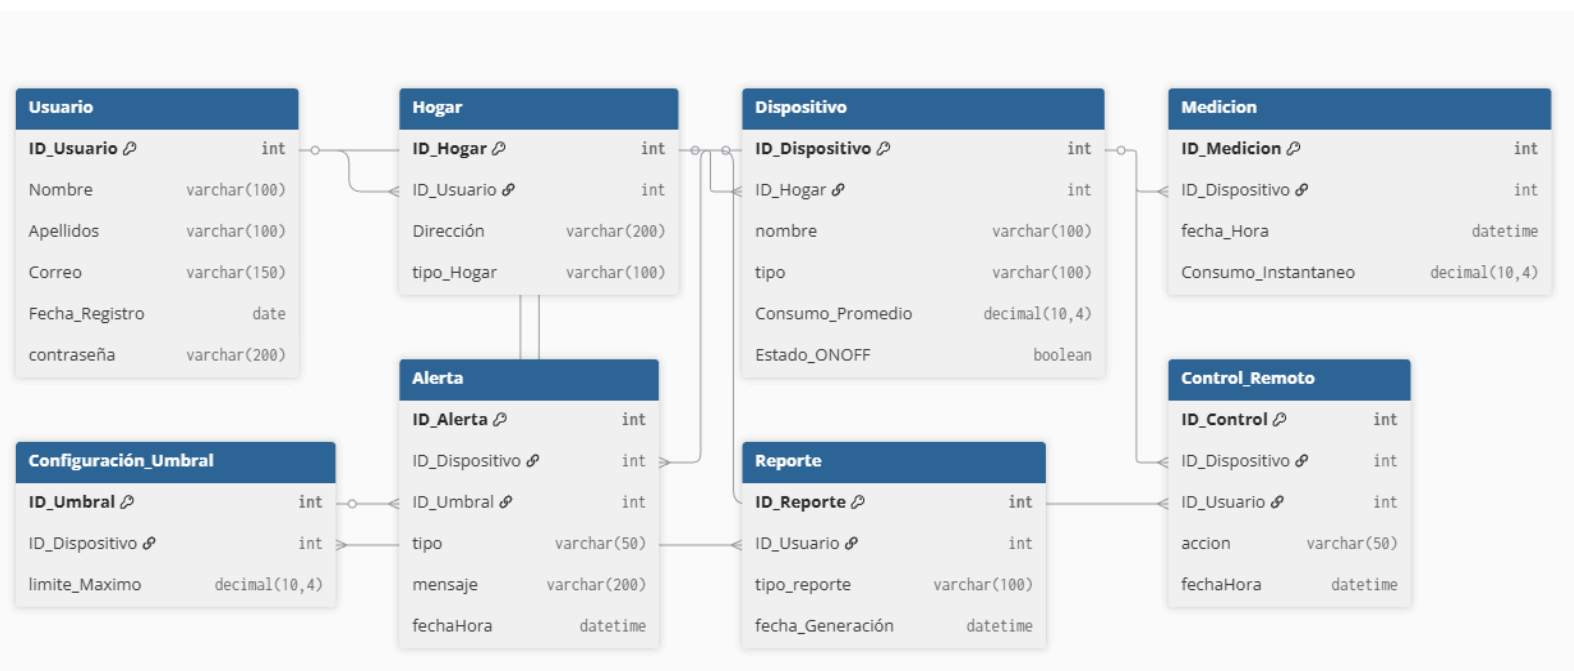 Usuario
ID_Usuario int
Nombre varchar(100)
Apellidos varchar(100)
Correo varchar(150)
Fecha_Registro date
contraseña varchar(200)
Hogar
ID_Hogar int
ID_Usuario int
Dirección varchar(200)
tipo_Hogar varchar(100)
Dispositivo
ID_Dispositivo int
ID_Hogar int
nombre varchar(100)
tipo varchar(100)
Consumo_Promedio decimal(10,4)
Estado_ONOFF boolean
Medicion
ID_Medicion int
ID_Dispositivo int
fecha_Hora datetime
Consumo_Instantaneo decimal(10,4)
Configuración_Umbral
ID_Umbral int
ID_Dispositivo int
limite_Maximo decimal(10,4)
Alerta
ID_Alerta int
ID_Dispositivo int
ID_Umbral int
tipo varchar(50)
mensaje varchar(200)
fechaHora datetime
Reporte
ID_Reporte int
ID_Usuario int
tipo_reporte varchar(100)
fecha_Generación datetime
Control_Remoto
ID_Control int
ID_Dispositivo int
ID_Usuario int
accion varchar(50)
fechaHora datetime